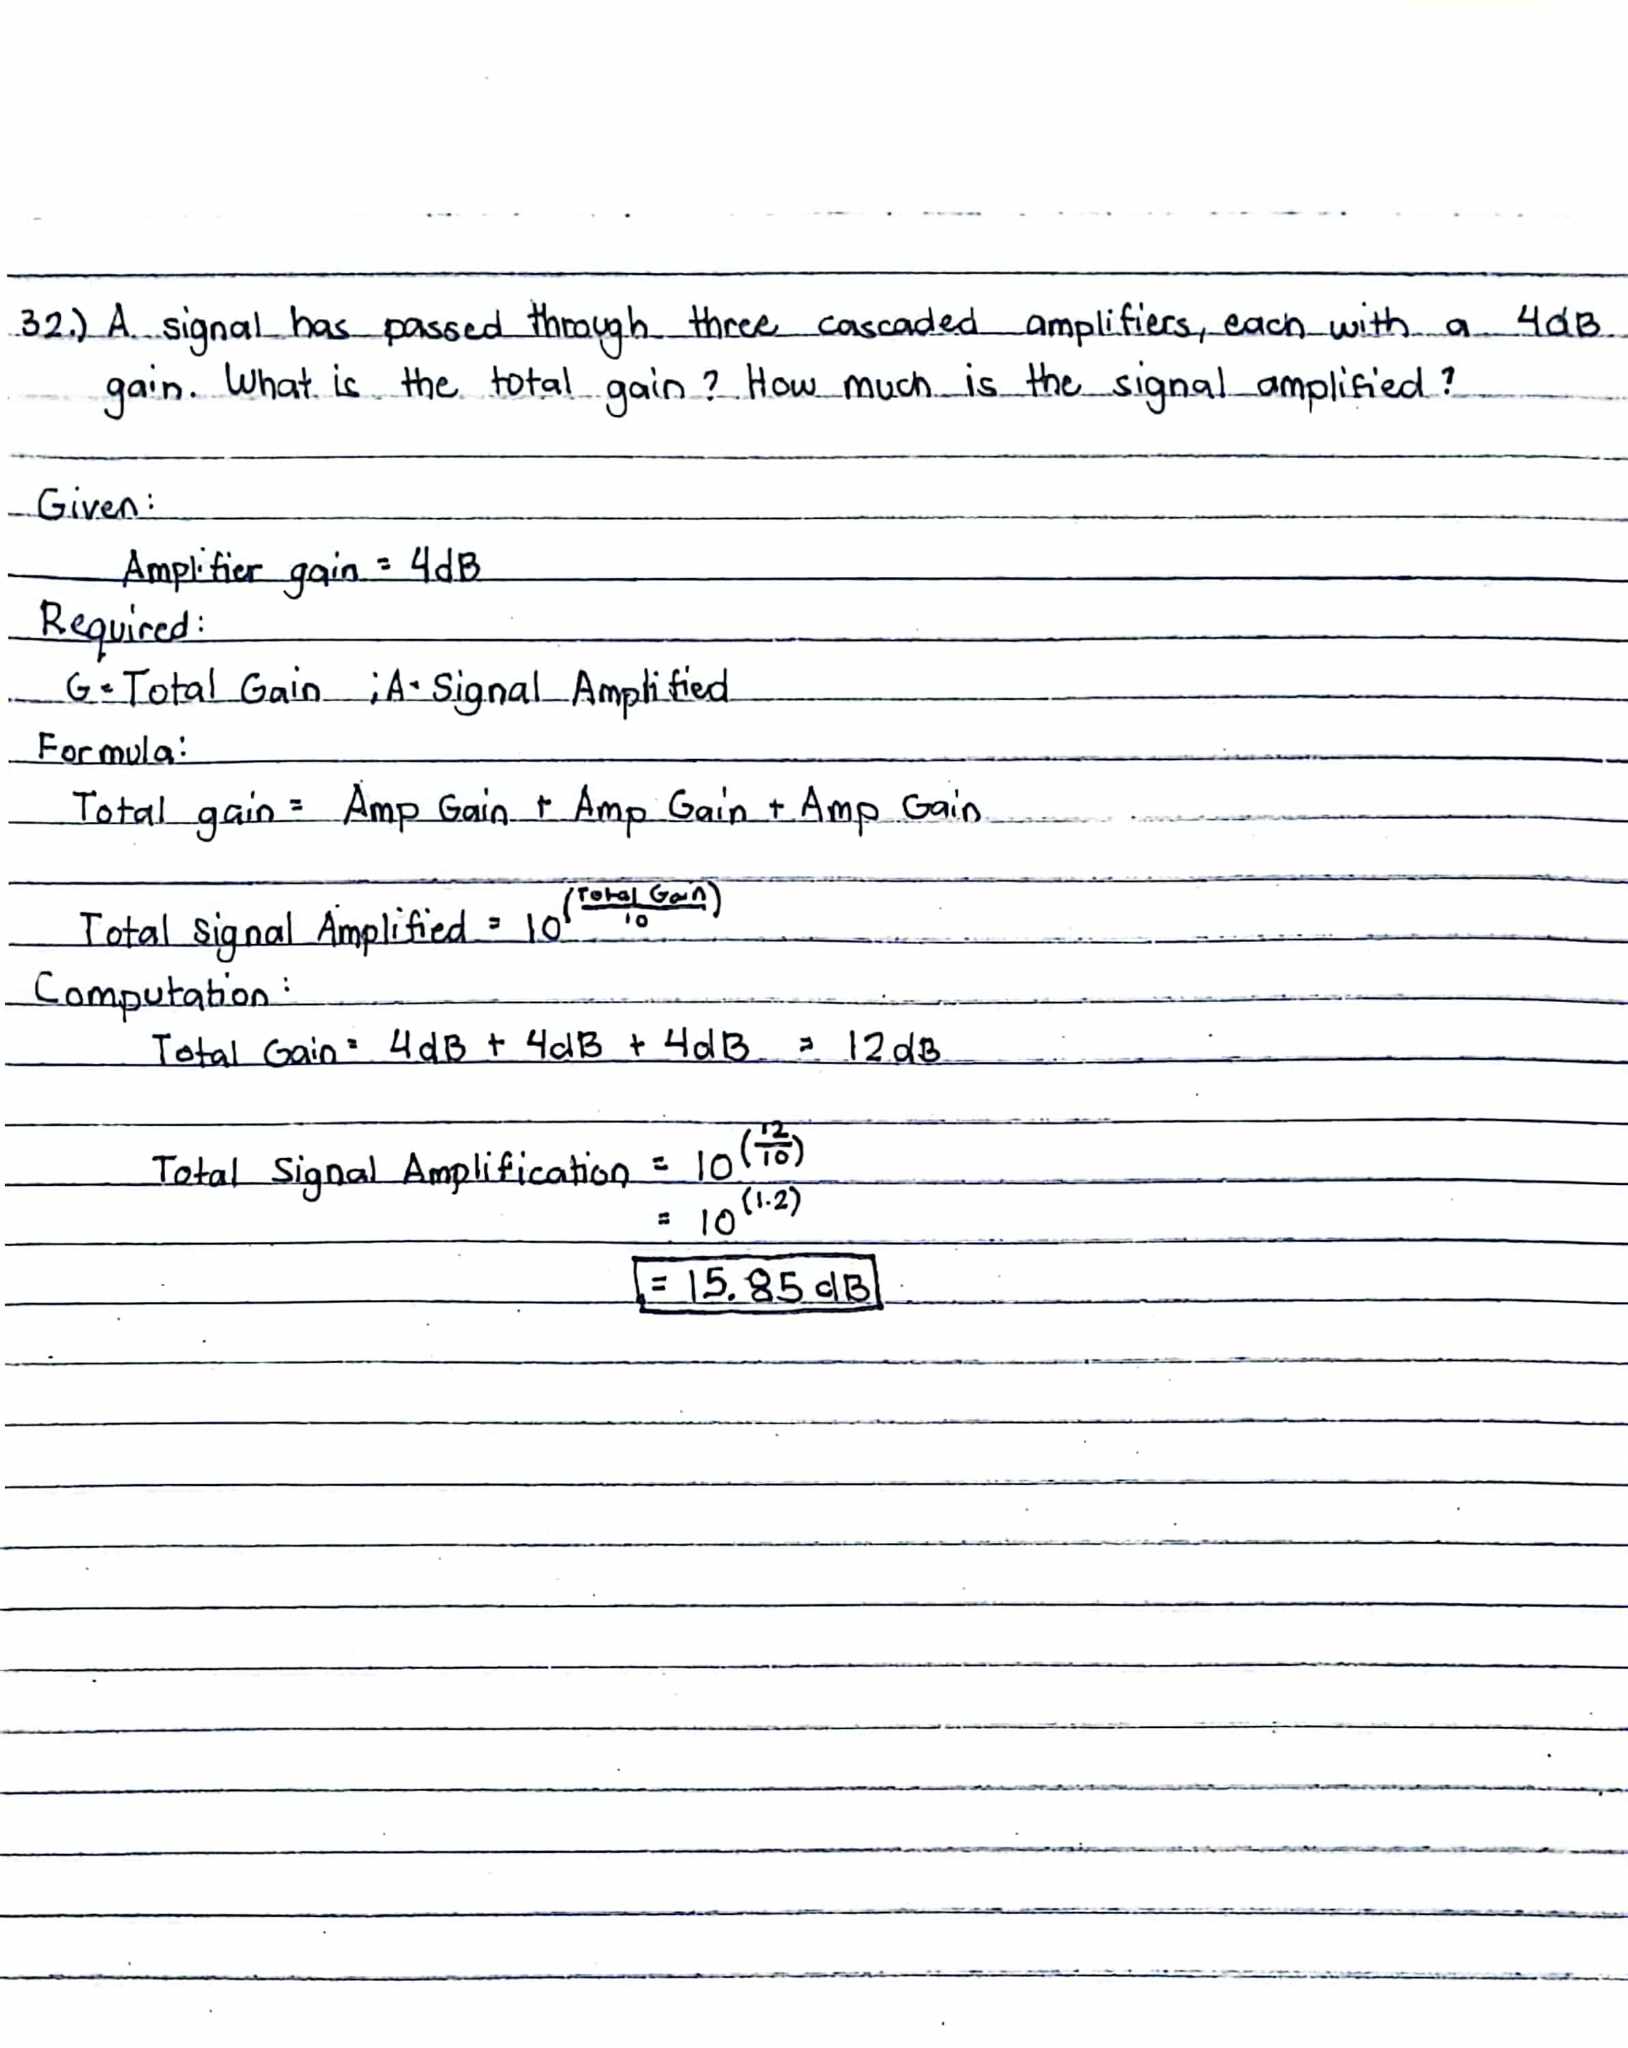 32.) A signal has passed through three cascaded amplifiers, each with a 4dB
gain. What is the total gain? How much is the signal amplified?
Given:
Amplifier gain = 4dB
Required:
G = Total Gain ; A = Signal Amplified
Formula:
Total gain = Amp Gain + Amp Gain + Amp Gain
Total Signal Amplified = 10^(Total Gain/10)
Computation:
Total Gain = 4dB + 4dB + 4dB = 12dB
Total Signal Amplification = 10^(12/10)
= 10^(1.2)
= 15.85 dB